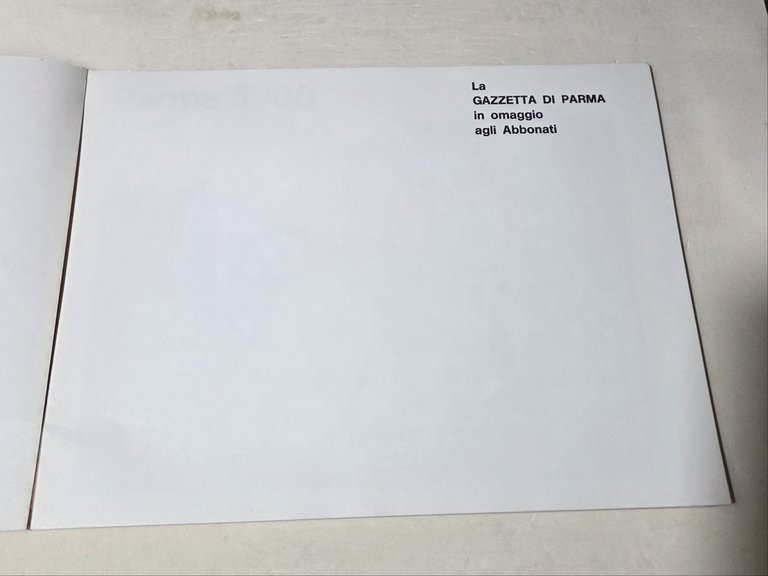 La
GAZZETTA DI PARMA
in omaggio
agli Abbonati